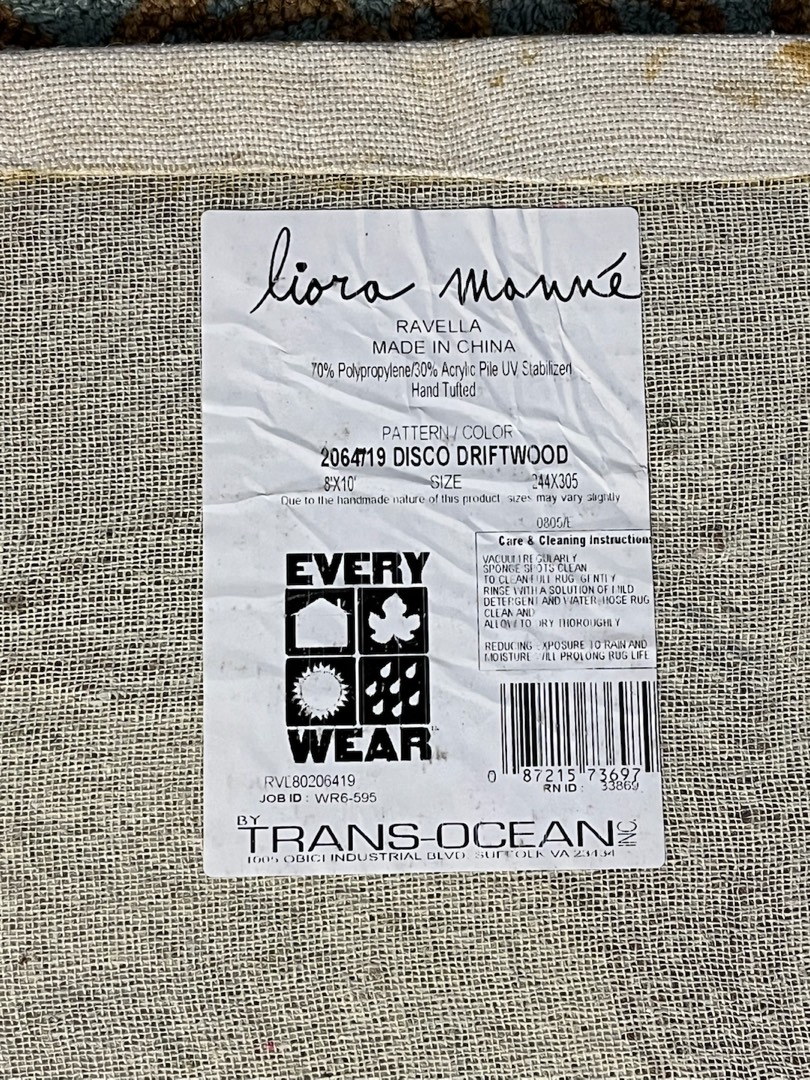 liora manné
RAVELLA
MADE IN CHINA
70% Polypropylene/30% Acrylic Pile UV Stabilized
Hand Tufted
PATTERN / COLOR
2064/19 DISCO DRIFTWOOD
8'X10' SIZE 244X305
Due to the handmade nature of this product, sizes may vary slightly
0805/E
Care & Cleaning Instructions
VACUUM REGULARLY
SPONGE SPOTS CLEAN
TO CLEAN FULL RUG GENTLY
RINSE WITH A SOLUTION OF MILD
DETERGENT AND WATER, HOSE RUG
CLEAN AND
ALLOW TO DRY THOROUGHLY
REDUCING EXPOSURE TO RAIN AND
MOISTURE WILL PROLONG RUG LIFE
EVERY
WEAR
RVL80206419
JOB ID : WR6-595
0 87215 73697
RN ID : 33869
BY
TRANS-OCEAN INC.
1005 OBICI INDUSTRIAL BLVD. SUFFOLK VA 23434